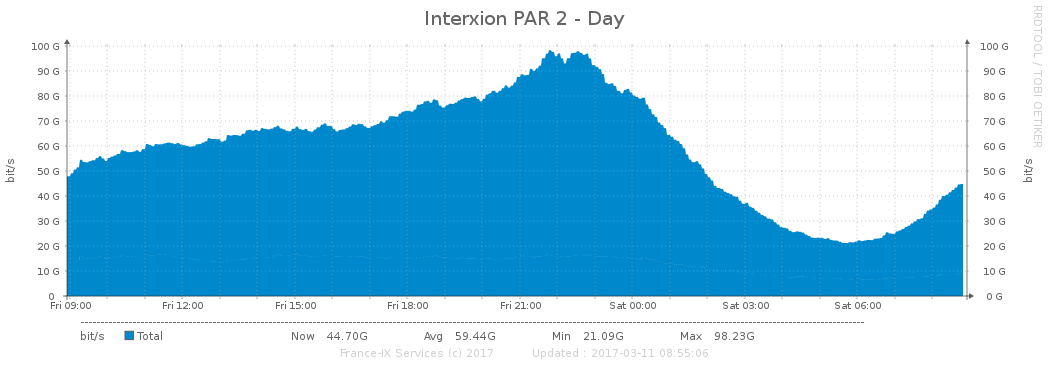 Interxion PAR 2 - Day
RRDTOOL / TOBI OETIKER
bit/s
100 G 100 G
90 G 90 G
80 G 80 G
70 G 70 G
60 G 60 G
50 G 50 G
40 G 40 G
30 G 30 G
20 G 20 G
10 G 10 G
0 0 G
bit/s
Fri 09:00 Fri 12:00 Fri 15:00 Fri 18:00 Fri 21:00 Sat 00:00 Sat 03:00 Sat 06:00
bit/s Total Now 44.70G Avg 59.44G Min 21.09G Max 98.23G
France-IX Services (c) 2017 Updated : 2017-03-11 08:55:06